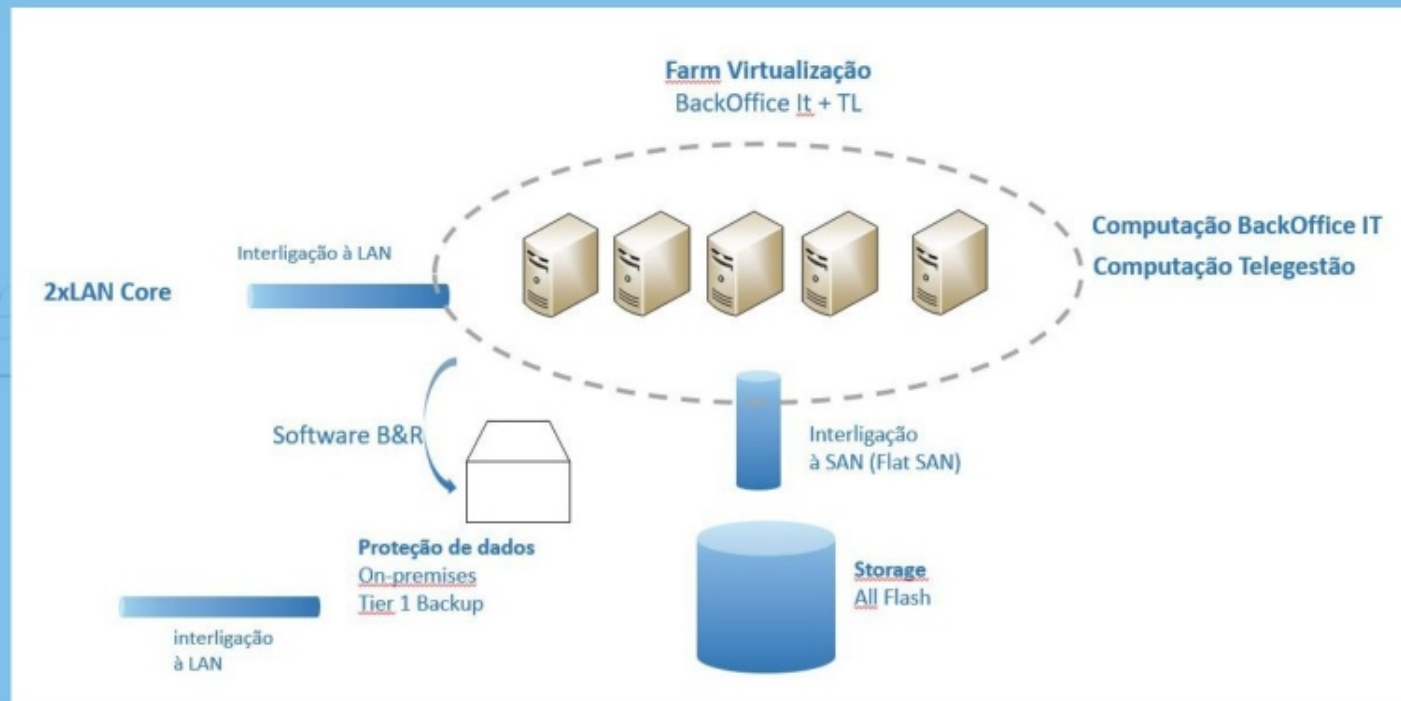 Farm Virtualização
BackOffice It + TL
Computação BackOffice IT
Computação Telegestão
Interligação à LAN
2xLAN Core
Software B&R
Interligação
à SAN (Flat SAN)
Proteção de dados
On-premises
Tier 1 Backup
Storage
All Flash
interligação
à LAN